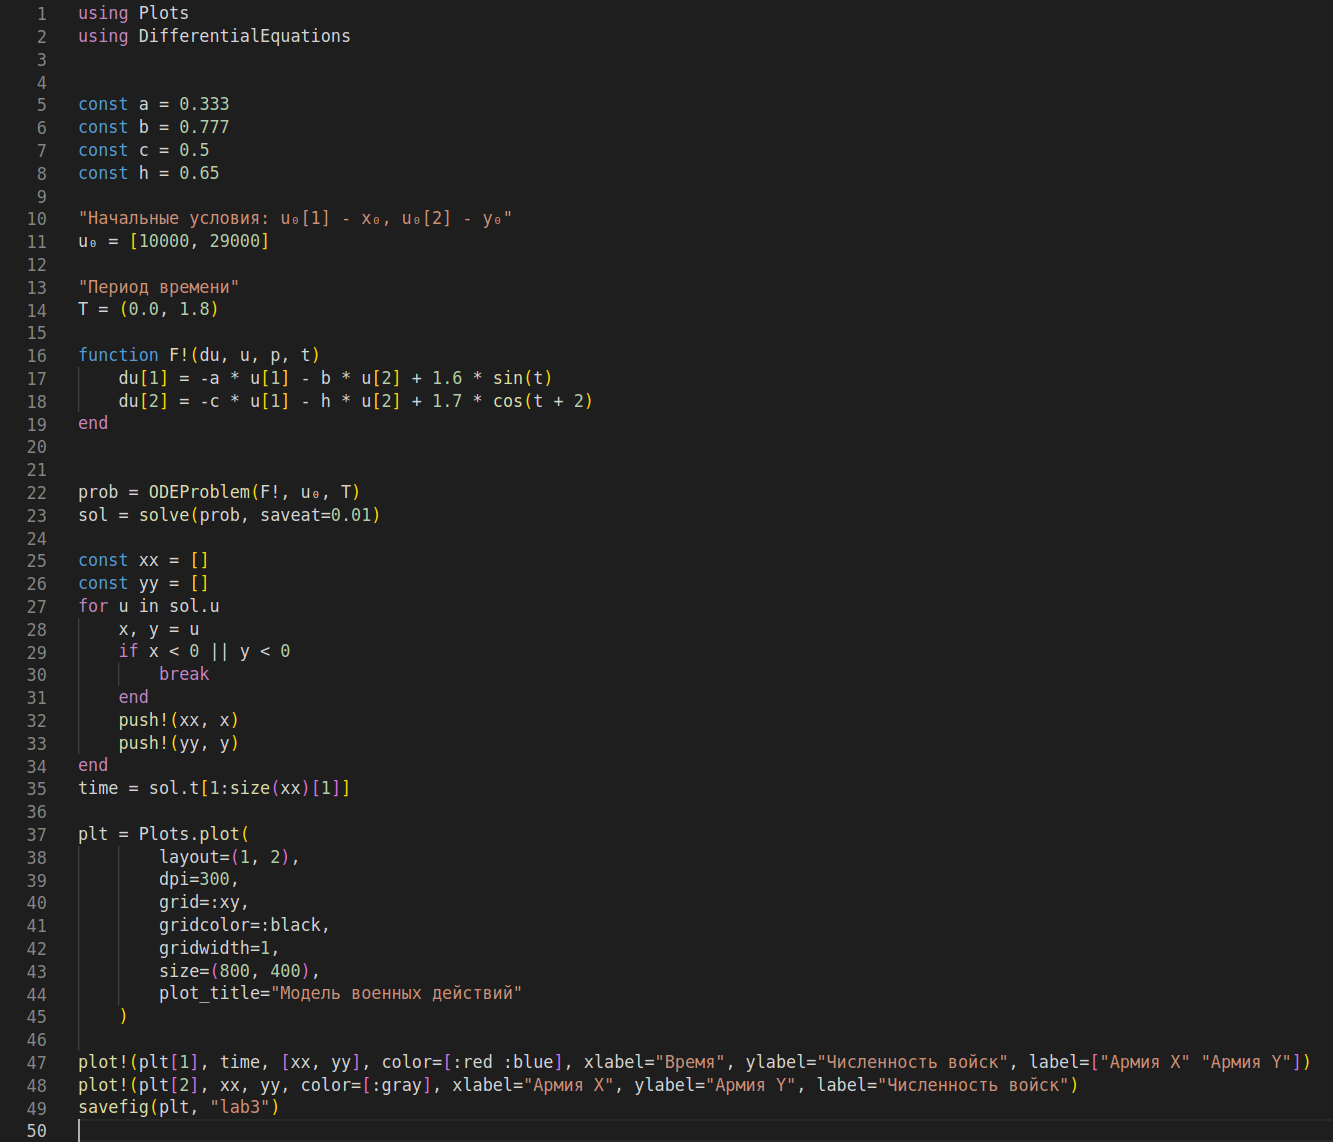 1 using Plots
2 using DifferentialEquations
3
4
5 const a = 0.333
6 const b = 0.777
7 const c = 0.5
8 const h = 0.65
9
10 "Начальные условия: u₀[1] - x₀, u₀[2] - y₀"
11 u₀ = [10000, 29000]
12
13 "Период времени"
14 T = (0.0, 1.8)
15
16 function F!(du, u, p, t)
17     du[1] = -a * u[1] - b * u[2] + 1.6 * sin(t)
18     du[2] = -c * u[1] - h * u[2] + 1.7 * cos(t + 2)
19 end
20
21
22 prob = ODEProblem(F!, u₀, T)
23 sol = solve(prob, saveat=0.01)
24
25 const xx = []
26 const yy = []
27 for u in sol.u
28     x, y = u
29     if x < 0 || y < 0
30         break
31     end
32     push!(xx, x)
33     push!(yy, y)
34 end
35 time = sol.t[1:size(xx)[1]]
36
37 plt = Plots.plot(
38         layout=(1, 2),
39         dpi=300,
40         grid=:xy,
41         gridcolor=:black,
42         gridwidth=1,
43         size=(800, 400),
44         plot_title="Модель военных действий"
45     )
46
47 plot!(plt[1], time, [xx, yy], color=[:red :blue], xlabel="Время", ylabel="Численность войск", label=["Армия X" "Армия Y"])
48 plot!(plt[2], xx, yy, color=[:gray], xlabel="Армия X", ylabel="Армия Y", label="Численность войск")
49 savefig(plt, "lab3")
50